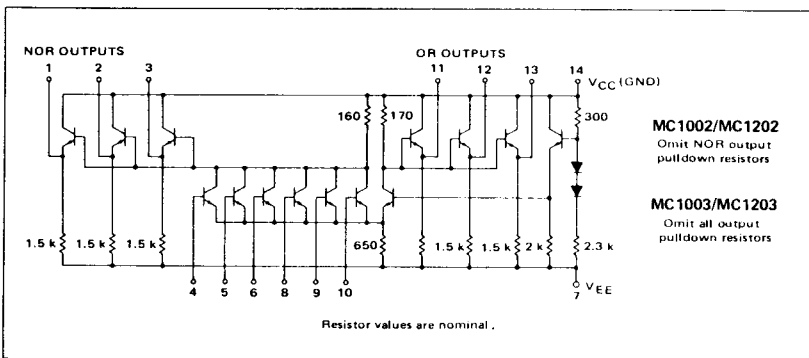 NOR OUTPUTS
OR OUTPUTS
1 2 3 11 12 13 14 VCC (GND)
160 170 300
MC1002/MC1202
Omit NOR output
pulldown resistors
MC1003/MC1203
Omit all output
pulldown resistors
1.5 k 1.5 k 1.5 k 650 1.5 k 1.5 k 2 k 2.3 k
4 5 6 8 9 10 7 VEE
Resistor values are nominal.